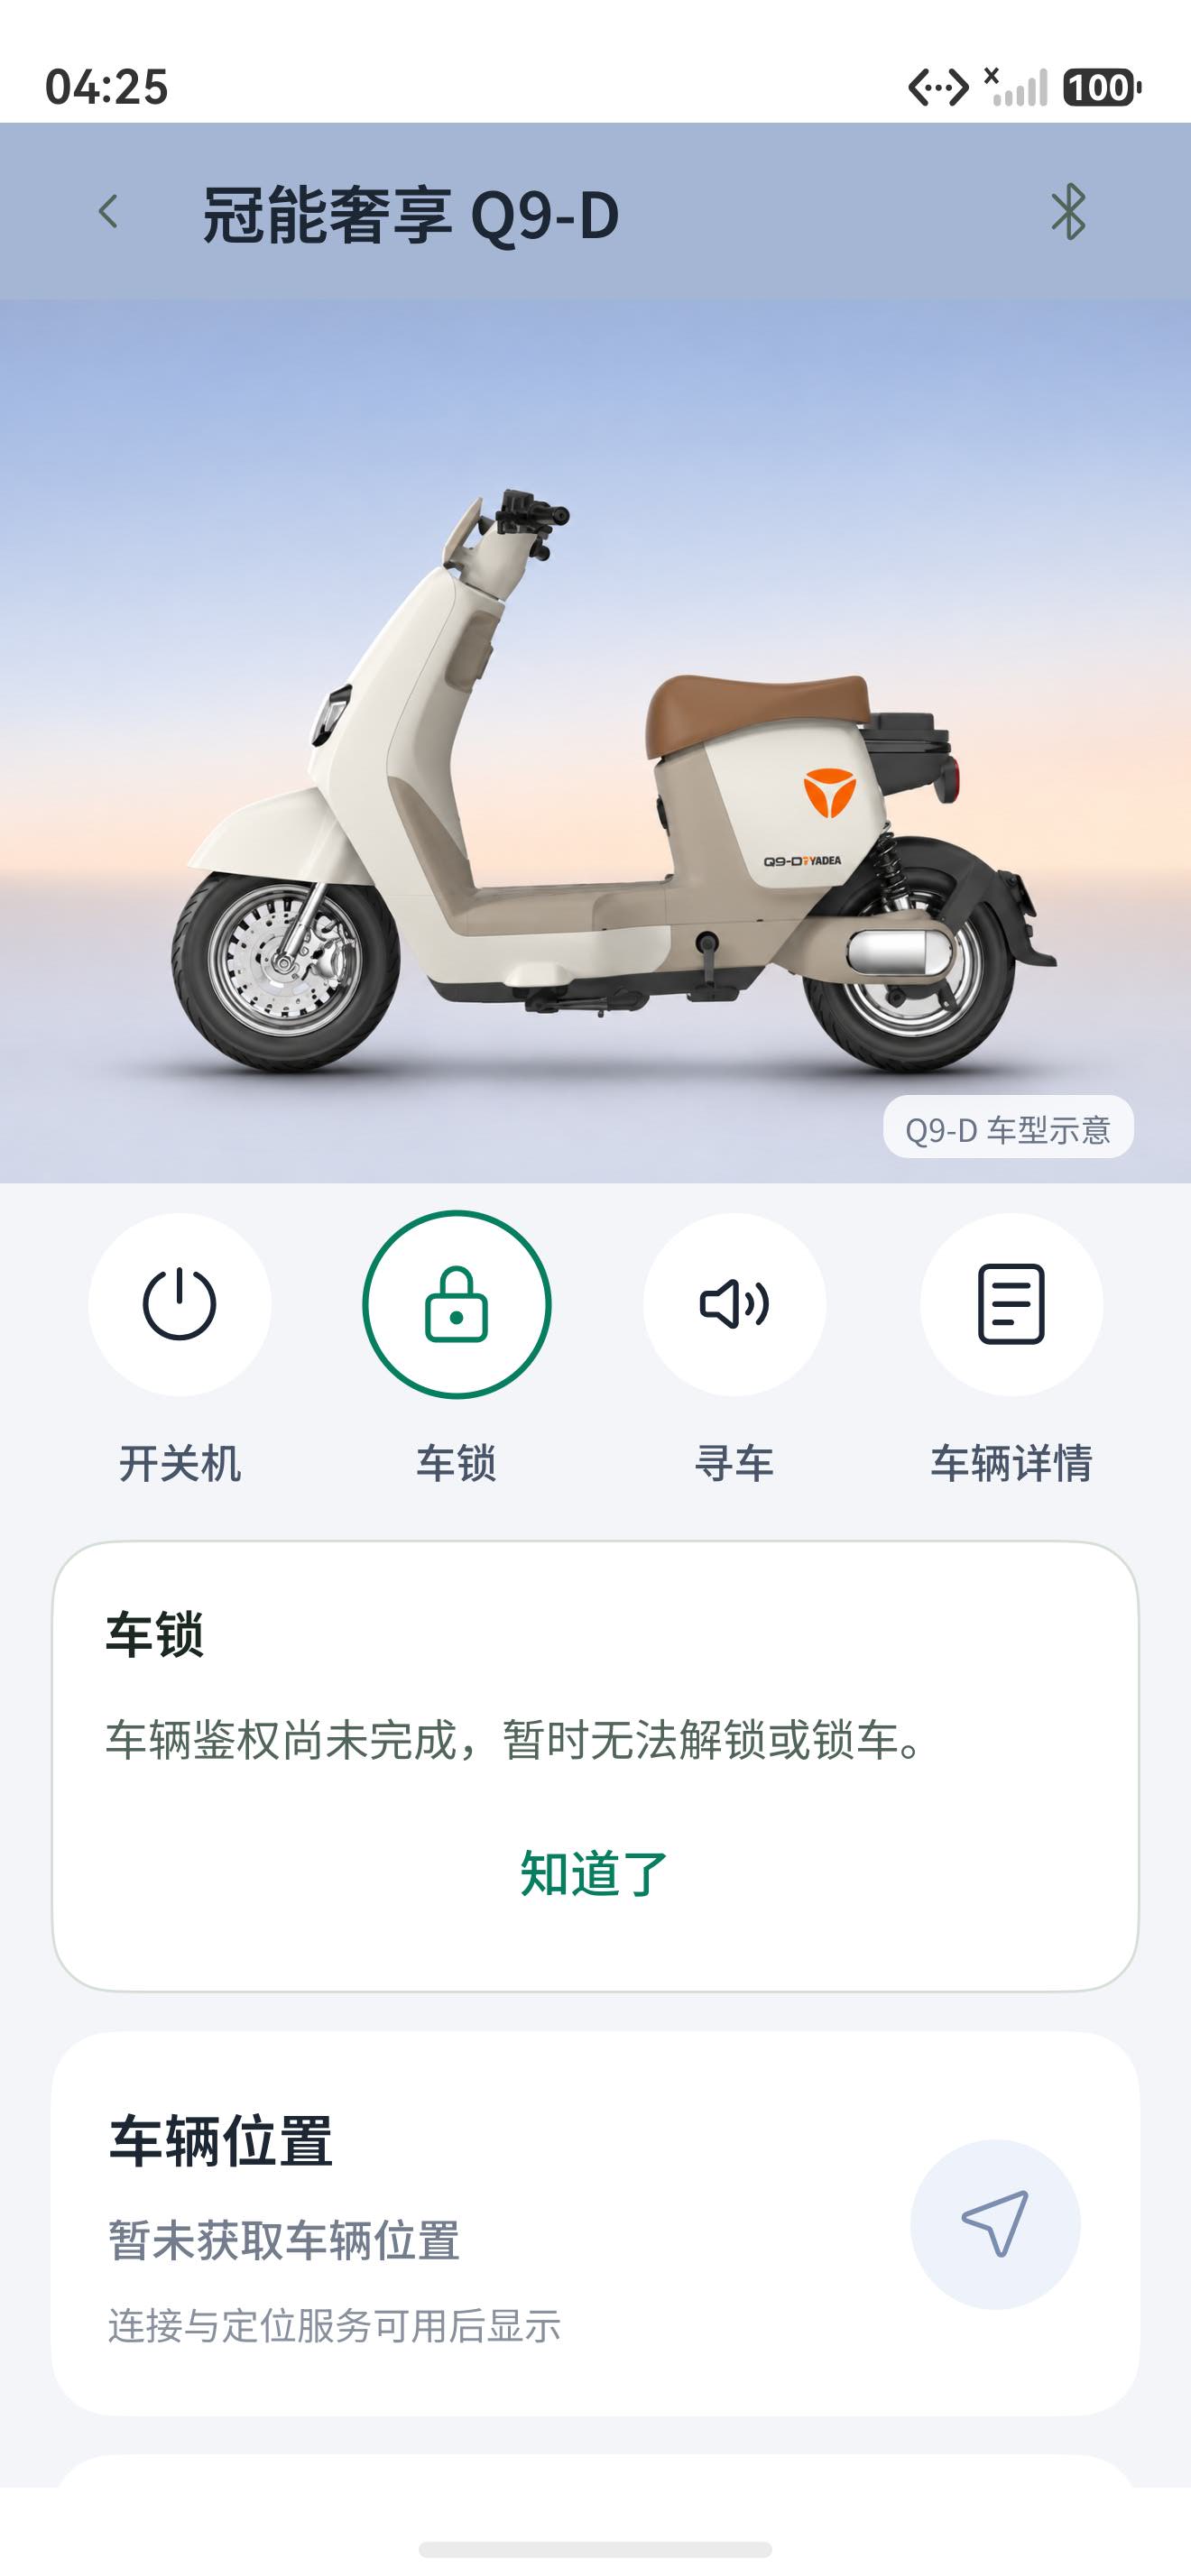 04:25
100
冠能奢享 Q9-D
Q9-D YADEA
Q9-D 车型示意
开关机
车锁
寻车
车辆详情
车锁
车辆鉴权尚未完成，暂时无法解锁或锁车。
知道了
车辆位置
暂未获取车辆位置
连接与定位服务可用后显示